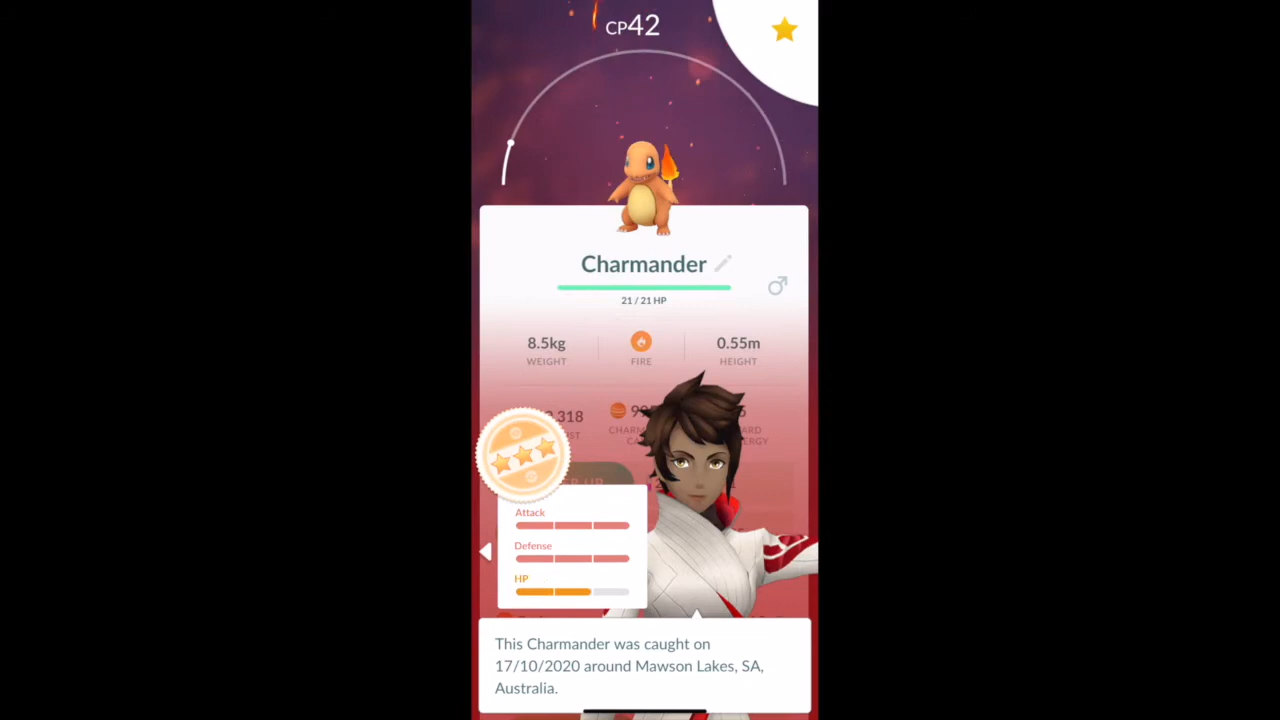 CP42
Charmander
21 / 21 HP
8.5kg
WEIGHT
FIRE
0.55m
HEIGHT
318
Attack
Defense
HP
This Charmander was caught on
17/10/2020 around Mawson Lakes, SA,
Australia.